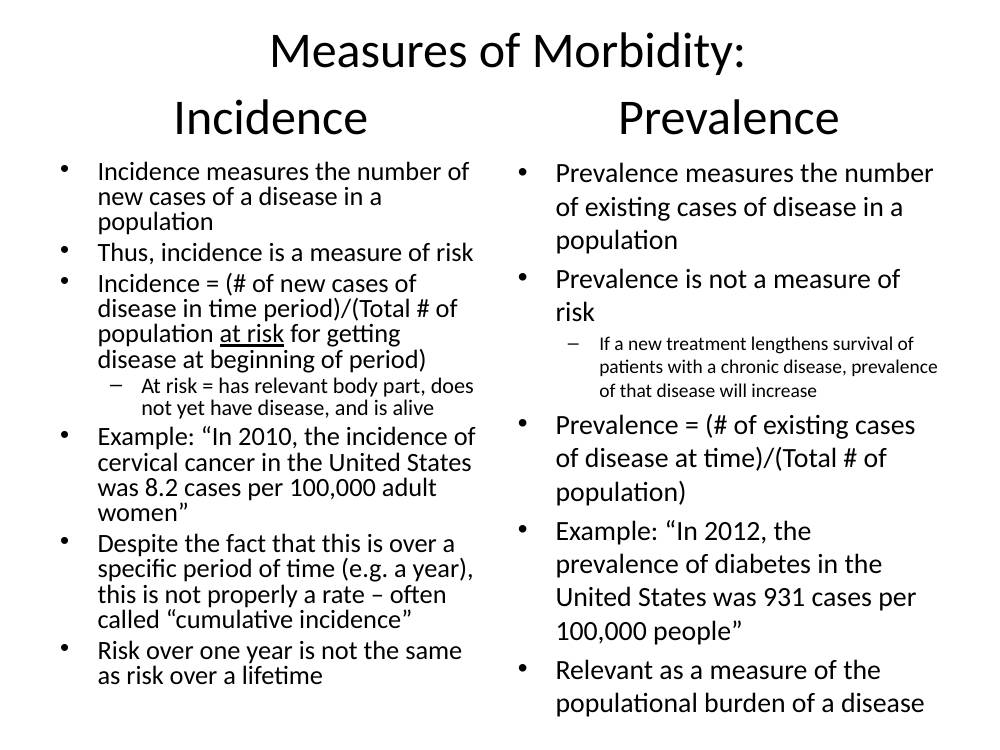 Measures of Morbidity:
Incidence
• Incidence measures the number of
new cases of a disease in a
population
• Thus, incidence is a measure of risk
• Incidence = (# of new cases of
disease in time period)/(Total # of
population at risk for getting
disease at beginning of period)
– At risk = has relevant body part, does
not yet have disease, and is alive
• Example: “In 2010, the incidence of
cervical cancer in the United States
was 8.2 cases per 100,000 adult
women”
• Despite the fact that this is over a
specific period of time (e.g. a year),
this is not properly a rate – often
called “cumulative incidence”
• Risk over one year is not the same
as risk over a lifetime
Prevalence
• Prevalence measures the number
of existing cases of disease in a
population
• Prevalence is not a measure of
risk
– If a new treatment lengthens survival of
patients with a chronic disease, prevalence
of that disease will increase
• Prevalence = (# of existing cases
of disease at time)/(Total # of
population)
• Example: “In 2012, the
prevalence of diabetes in the
United States was 931 cases per
100,000 people”
• Relevant as a measure of the
populational burden of a disease